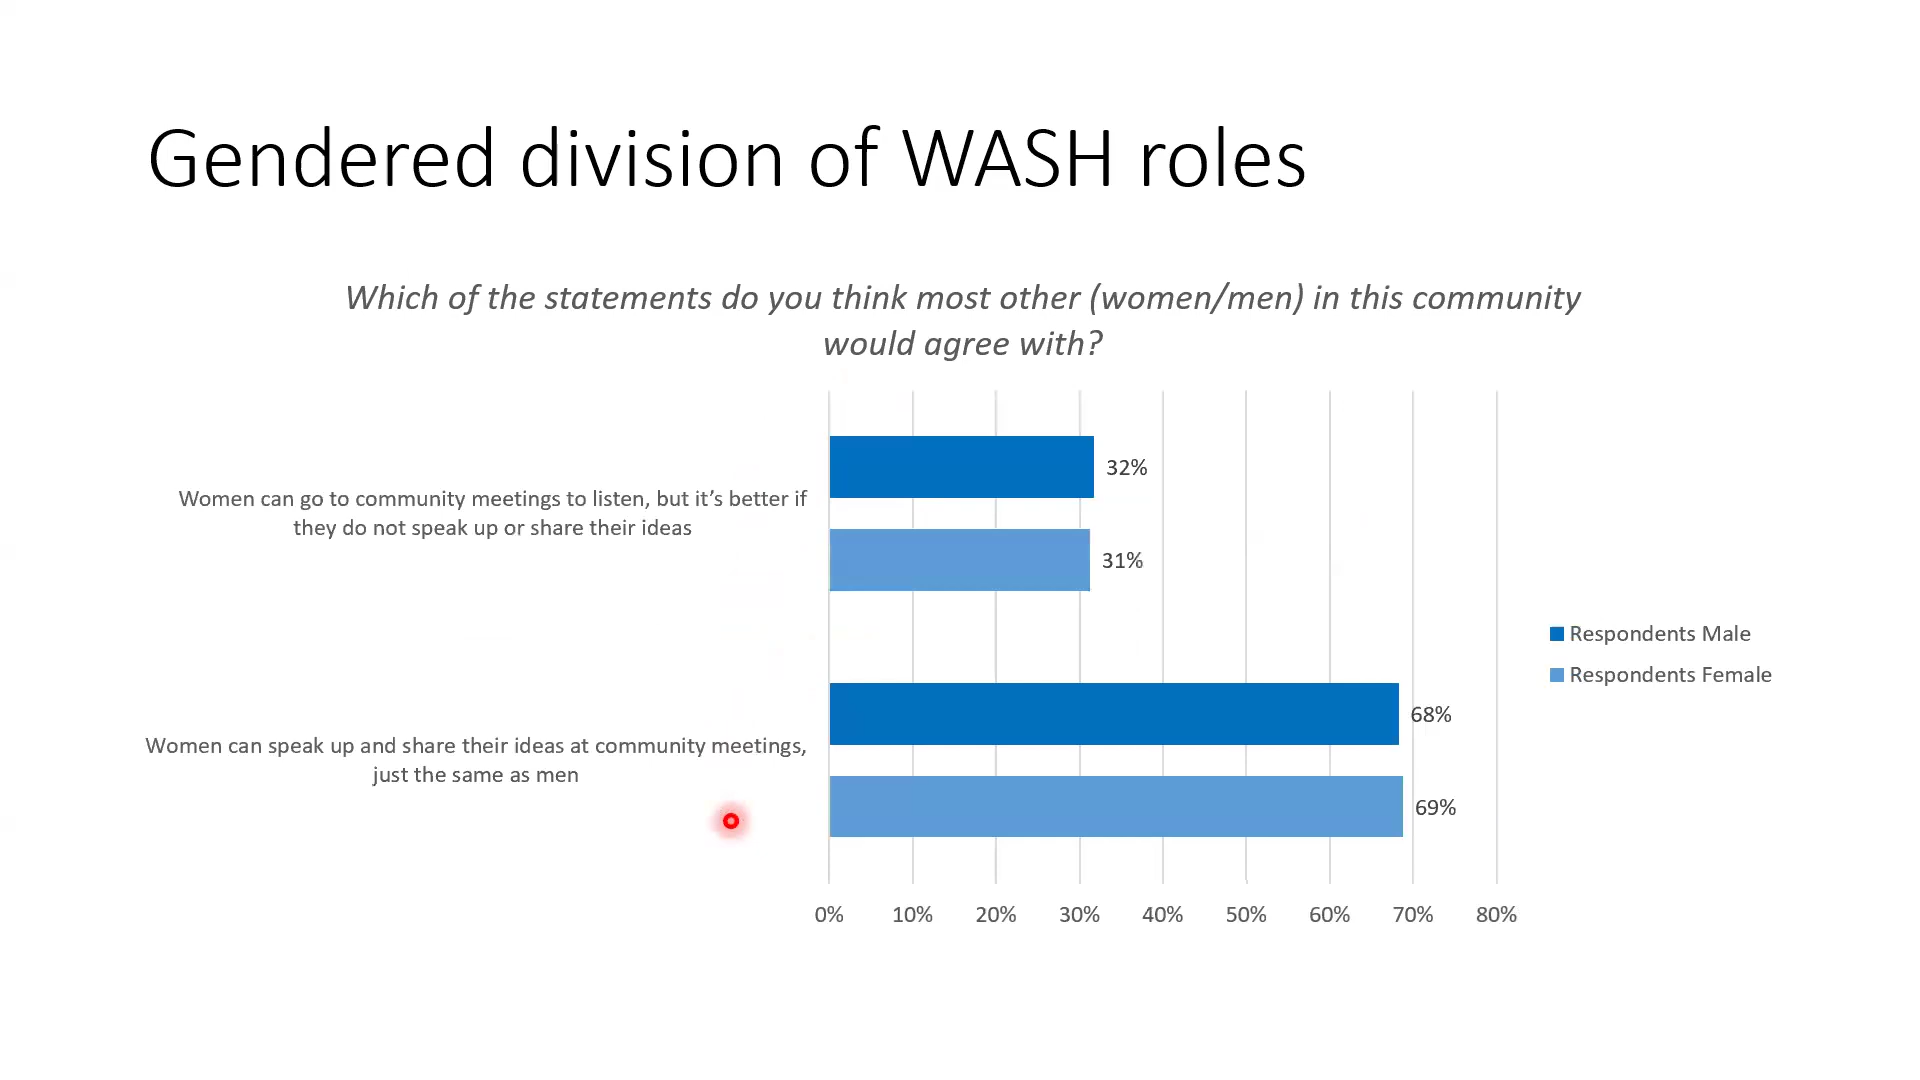 Gendered division of WASH roles
Which of the statements do you think most other (women/men) in this community
would agree with?
Women can go to community meetings to listen, but it’s better if
they do not speak up or share their ideas
32%
31%
Women can speak up and share their ideas at community meetings,
just the same as men
68%
69%
Respondents Male
Respondents Female
0% 10% 20% 30% 40% 50% 60% 70% 80%